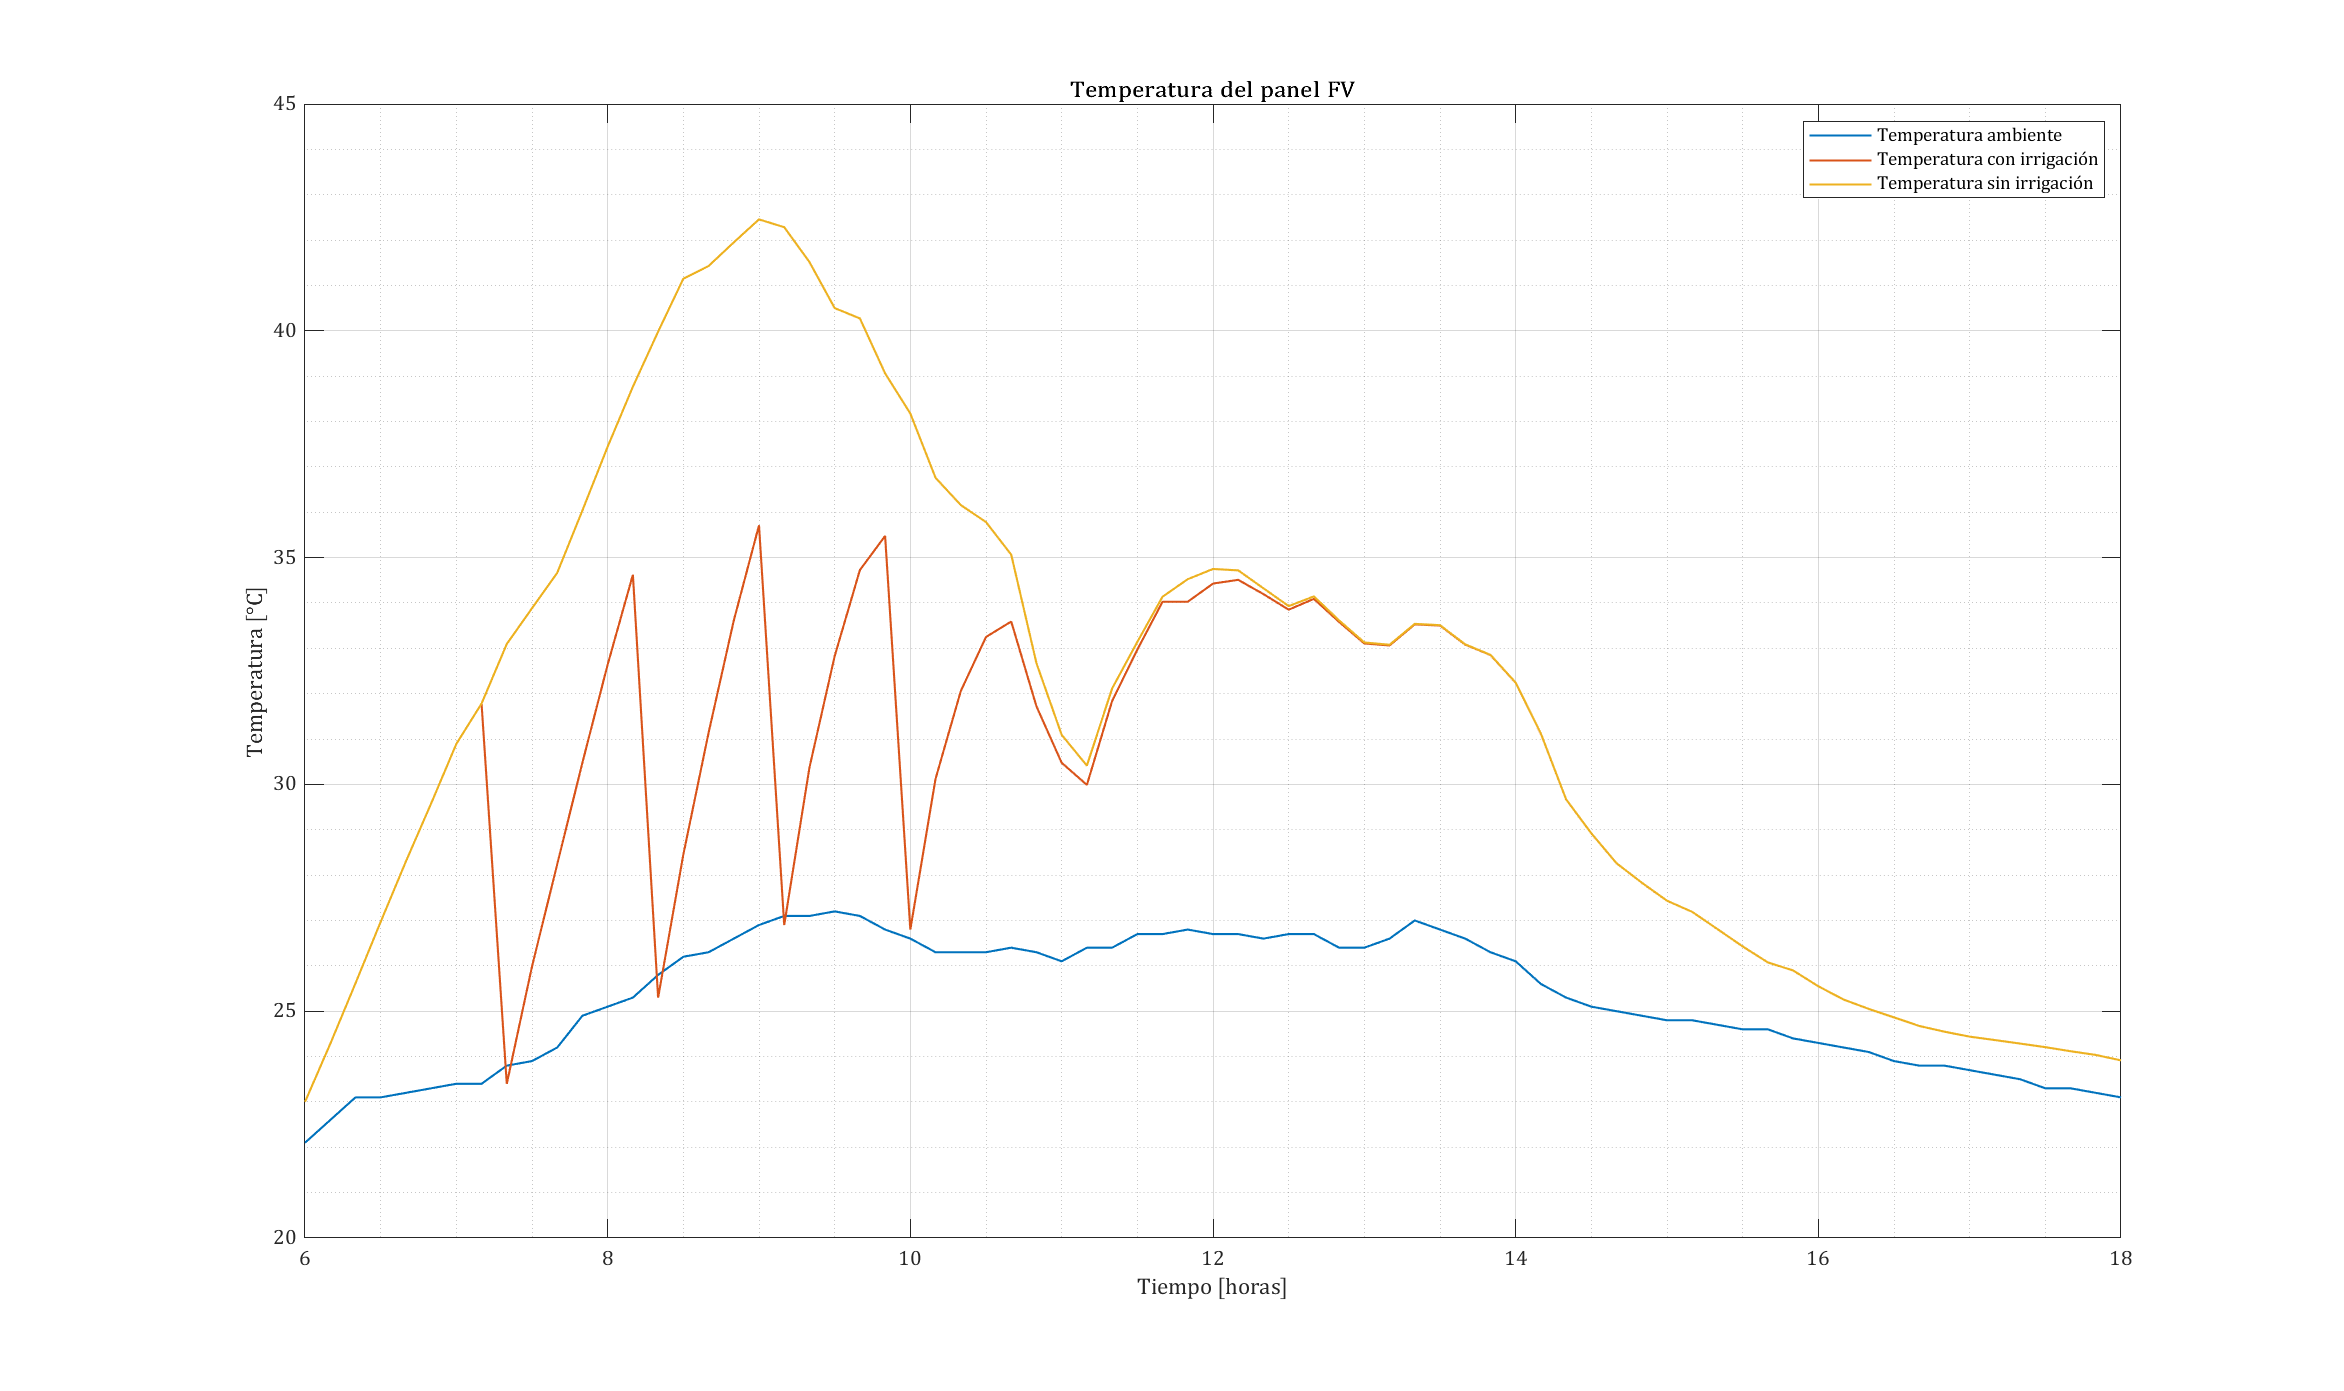 Temperatura del panel FV
45
40
35
30
25
20
Temperatura [°C]
Temperatura ambiente
Temperatura con irrigación
Temperatura sin irrigación
6 8 10 12 14 16 18
Tiempo [horas]